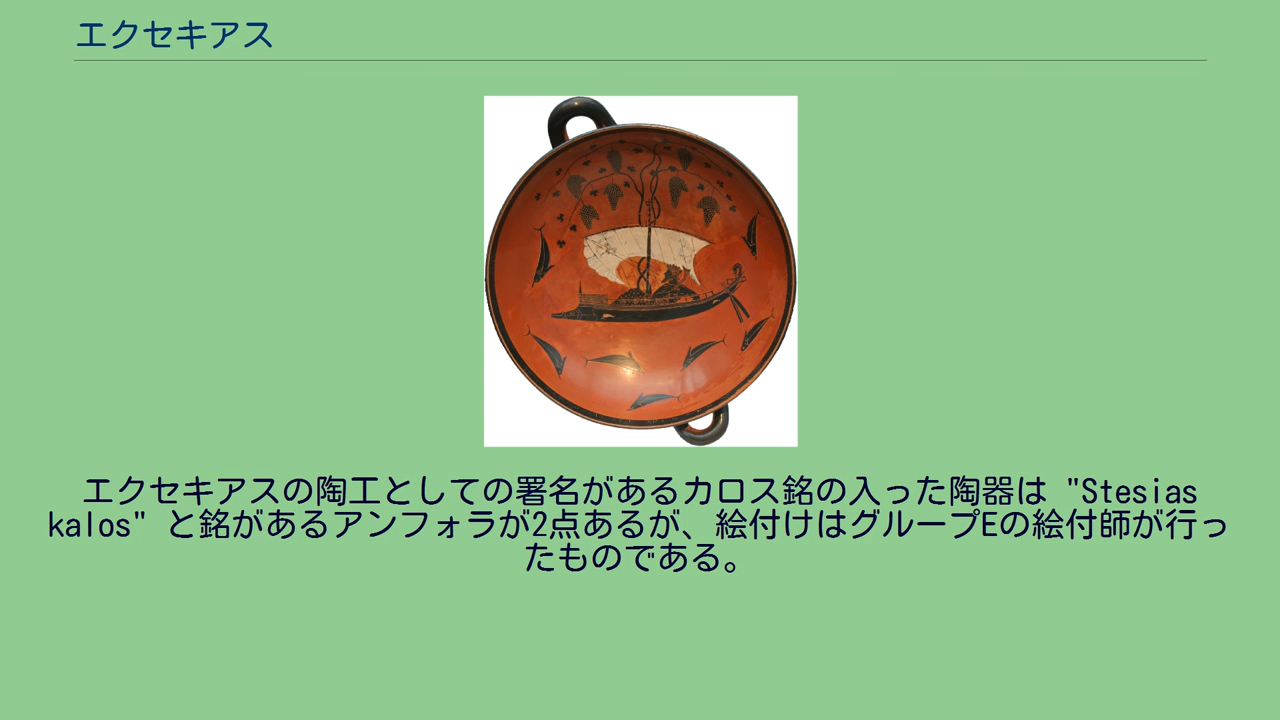 エクセキアス
エクセキアスの陶工としての署名があるカロス銘の入った陶器は "Stesias
kalos" と銘があるアンフォラが2点あるが、絵付けはグループEの絵付師が行っ
たものである。